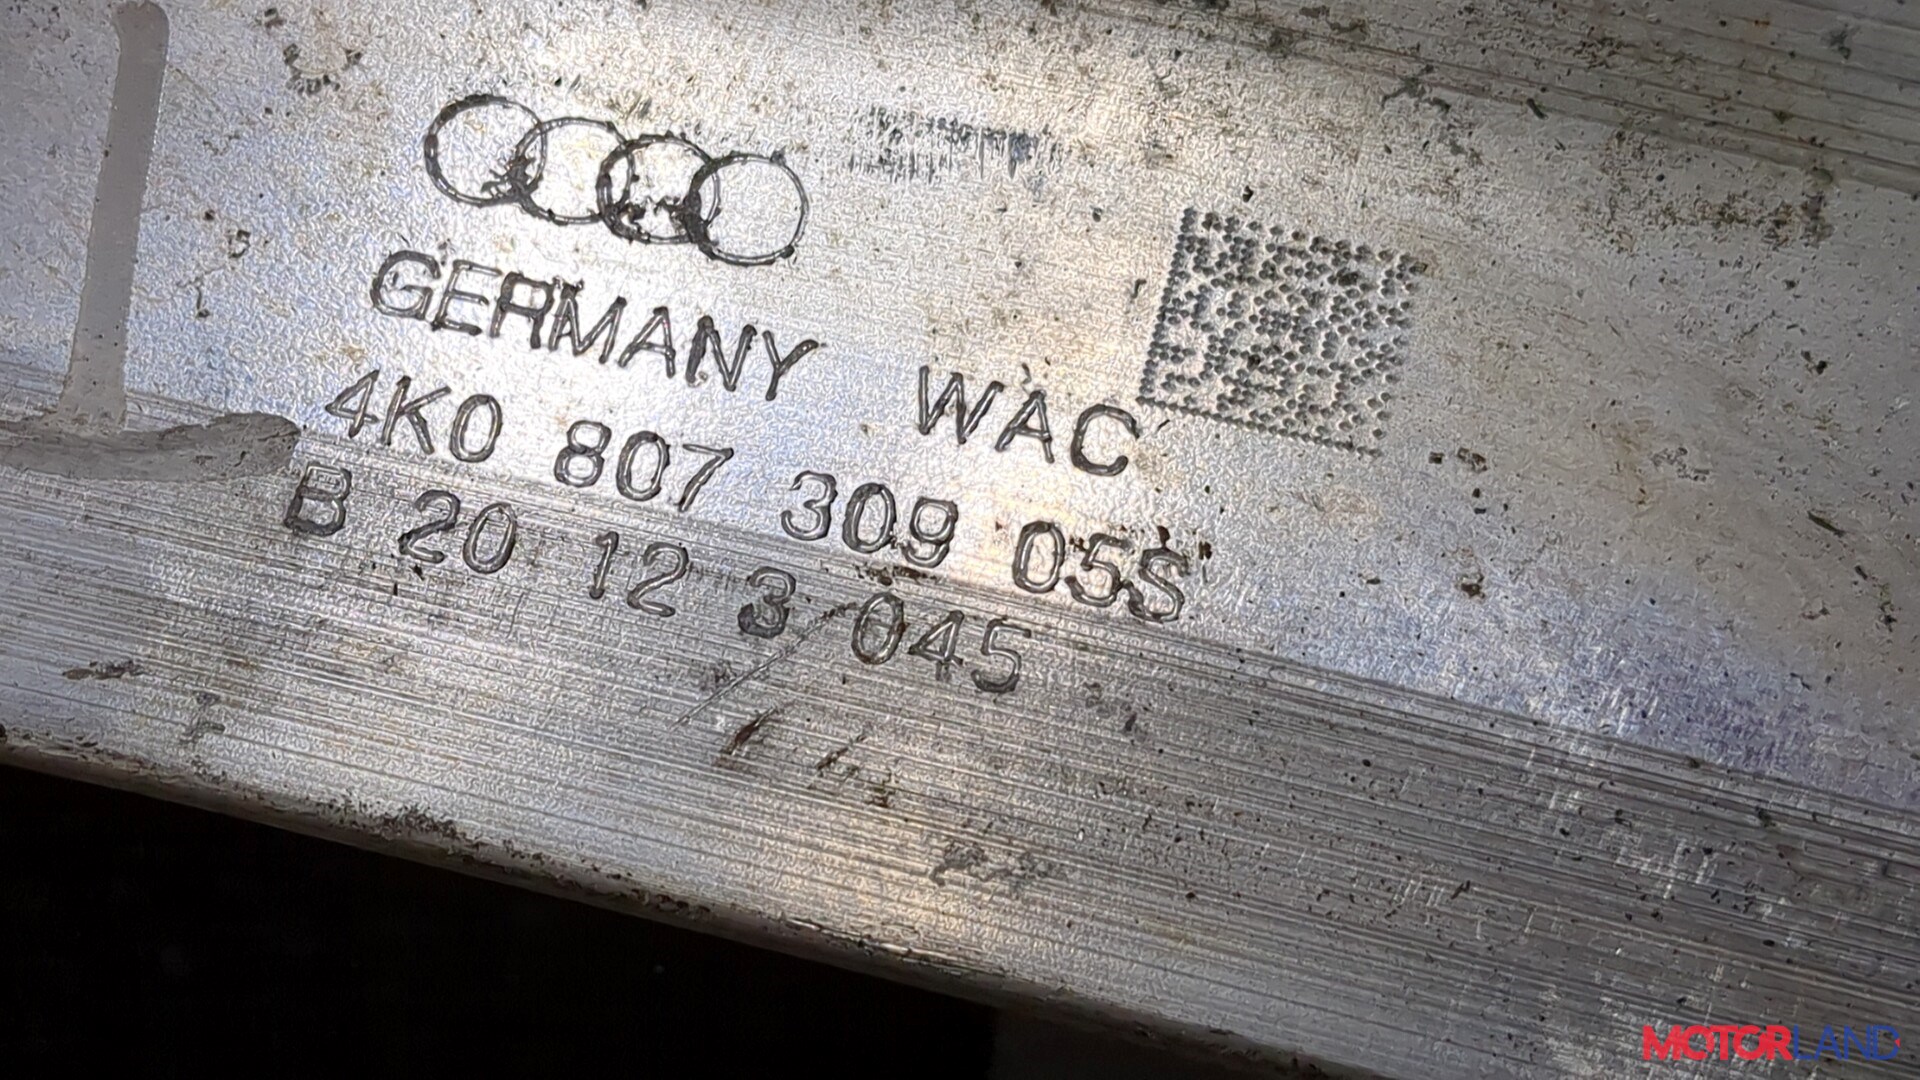 GERMANY WAC
4K0 807 309 05S
B 20 12 3 045
MOTORLAND